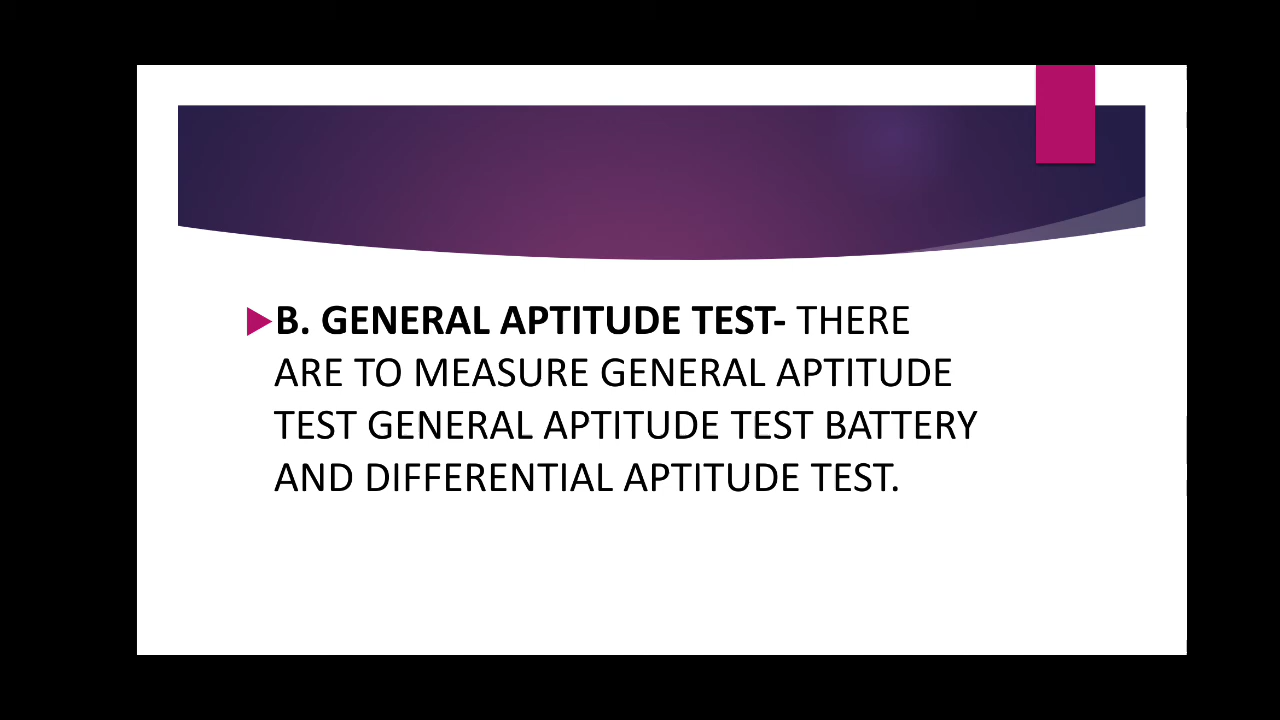 B. GENERAL APTITUDE TEST- THERE
ARE TO MEASURE GENERAL APTITUDE
TEST GENERAL APTITUDE TEST BATTERY
AND DIFFERENTIAL APTITUDE TEST.